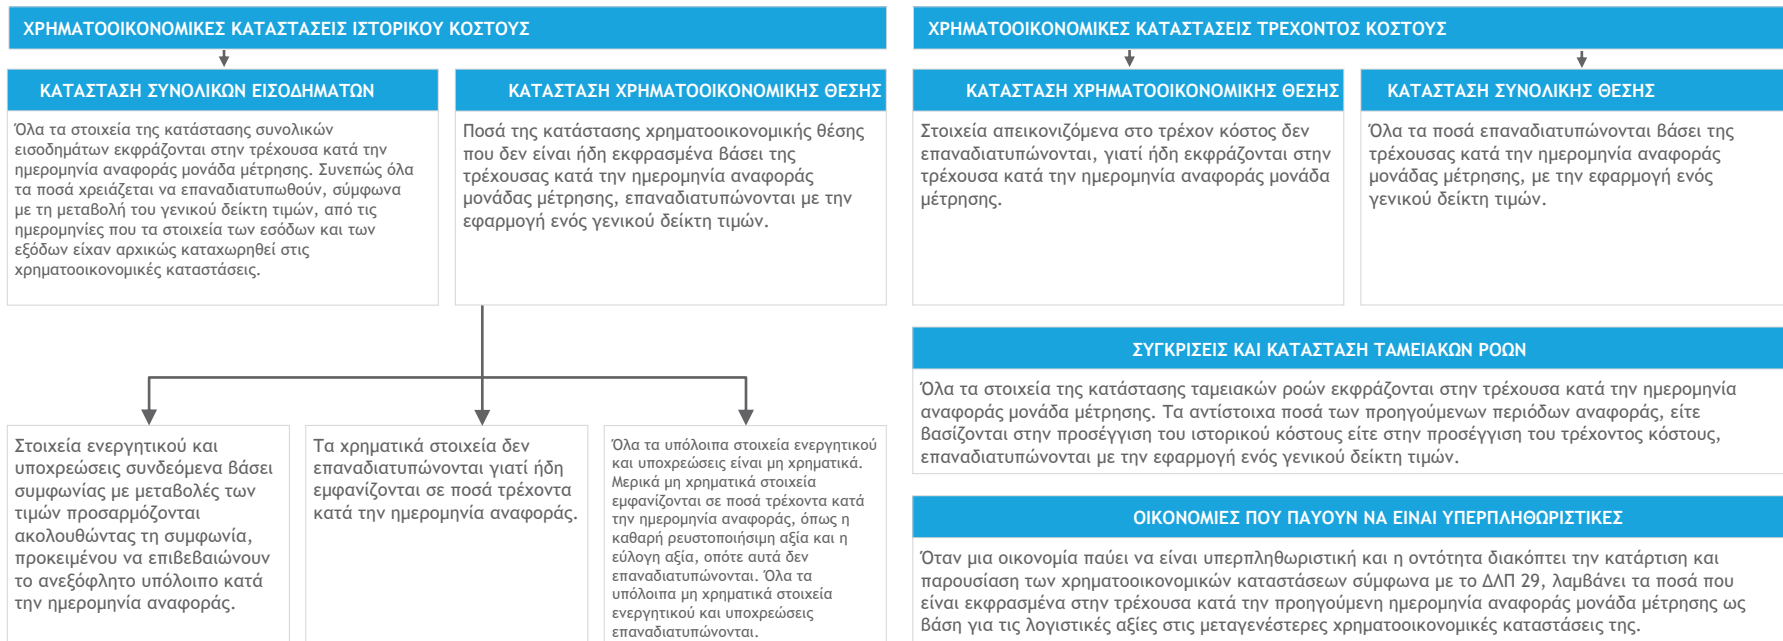 ΧΡΗΜΑΤΟΟΙΚΟΝΟΜΙΚΕΣ ΚΑΤΑΣΤΑΣΕΙΣ ΙΣΤΟΡΙΚΟΥ ΚΟΣΤΟΥΣ
ΚΑΤΑΣΤΑΣΗ ΣΥΝΟΛΙΚΩΝ ΕΙΣΟΔΗΜΑΤΩΝ
Όλα τα στοιχεία της κατάστασης συνολικών
εισοδημάτων εκφράζονται στην τρέχουσα κατά την
ημερομηνία αναφοράς μονάδα μέτρησης. Συνεπώς όλα
τα ποσά χρειάζεται να επαναδιατυπωθούν, σύμφωνα
με τη μεταβολή του γενικού δείκτη τιμών, από τις
ημερομηνίες που τα στοιχεία των εσόδων και των
εξόδων είχαν αρχικώς καταχωρηθεί στις
χρηματοοικονομικές καταστάσεις.
ΚΑΤΑΣΤΑΣΗ ΧΡΗΜΑΤΟΟΙΚΟΝΟΜΙΚΗΣ ΘΕΣΗΣ
Ποσά της κατάστασης χρηματοοικονομικής θέσης
που δεν είναι ήδη εκφρασμένα βάσει της
τρέχουσας κατά την ημερομηνία αναφοράς
μονάδας μέτρησης, επαναδιατυπώνονται με την
εφαρμογή ενός γενικού δείκτη τιμών.
Στοιχεία ενεργητικού και
υποχρεώσεις συνδεόμενα βάσει
συμφωνίας με μεταβολές των
τιμών προσαρμόζονται
ακολουθώντας τη συμφωνία,
προκειμένου να επιβεβαιώνουν
το ανεξόφλητο υπόλοιπο κατά
την ημερομηνία αναφοράς.
Τα χρηματικά στοιχεία δεν
επαναδιατυπώνονται γιατί ήδη
εμφανίζονται σε ποσά τρέχοντα
κατά την ημερομηνία αναφοράς.
Όλα τα υπόλοιπα στοιχεία ενεργητικού
και υποχρεώσεις είναι μη χρηματικά.
Μερικά μη χρηματικά στοιχεία
εμφανίζονται σε ποσά τρέχοντα κατά
την ημερομηνία αναφοράς, όπως η
καθαρή ρευστοποιήσιμη αξία και η
εύλογη αξία, οπότε αυτά δεν
επαναδιατυπώνονται. Όλα τα
υπόλοιπα μη χρηματικά στοιχεία
ενεργητικού και υποχρεώσεις
επαναδιατυπώνονται.
ΧΡΗΜΑΤΟΟΙΚΟΝΟΜΙΚΕΣ ΚΑΤΑΣΤΑΣΕΙΣ ΤΡΕΧΟΝΤΟΣ ΚΟΣΤΟΥΣ
ΚΑΤΑΣΤΑΣΗ ΧΡΗΜΑΤΟΟΙΚΟΝΟΜΙΚΗΣ ΘΕΣΗΣ
Στοιχεία απεικονιζόμενα στο τρέχον κόστος δεν
επαναδιατυπώνονται, γιατί ήδη εκφράζονται στην
τρέχουσα κατά την ημερομηνία αναφοράς μονάδα
μέτρησης.
ΚΑΤΑΣΤΑΣΗ ΣΥΝΟΛΙΚΗΣ ΘΕΣΗΣ
Όλα τα ποσά επαναδιατυπώνονται βάσει της
τρέχουσας κατά την ημερομηνία αναφοράς
μονάδας μέτρησης, με την εφαρμογή ενός
γενικού δείκτη τιμών.
ΣΥΓΚΡΙΣΕΙΣ ΚΑΙ ΚΑΤΑΣΤΑΣΗ ΤΑΜΕΙΑΚΩΝ ΡΟΩΝ
Όλα τα στοιχεία της κατάστασης ταμειακών ροών εκφράζονται στην τρέχουσα κατά την ημερομηνία
αναφοράς μονάδα μέτρησης. Τα αντίστοιχα ποσά των προηγούμενων περιόδων αναφοράς, είτε
βασίζονται στην προσέγγιση του ιστορικού κόστους είτε στην προσέγγιση του τρέχοντος κόστους,
επαναδιατυπώνονται με την εφαρμογή ενός γενικού δείκτη τιμών.
ΟΙΚΟΝΟΜΙΕΣ ΠΟΥ ΠΑΥΟΥΝ ΝΑ ΕΙΝΑΙ ΥΠΕΡΠΛΗΘΩΡΙΣΤΙΚΕΣ
Όταν μια οικονομία παύει να είναι υπερπληθωριστική και η οντότητα διακόπτει την κατάρτιση και
παρουσίαση των χρηματοοικονομικών καταστάσεων σύμφωνα με το ΔΛΠ 29, λαμβάνει τα ποσά που
είναι εκφρασμένα στην τρέχουσα κατά την προηγούμενη ημερομηνία αναφοράς μονάδα μέτρησης ως
βάση για τις λογιστικές αξίες στις μεταγενέστερες χρηματοοικονομικές καταστάσεις της.